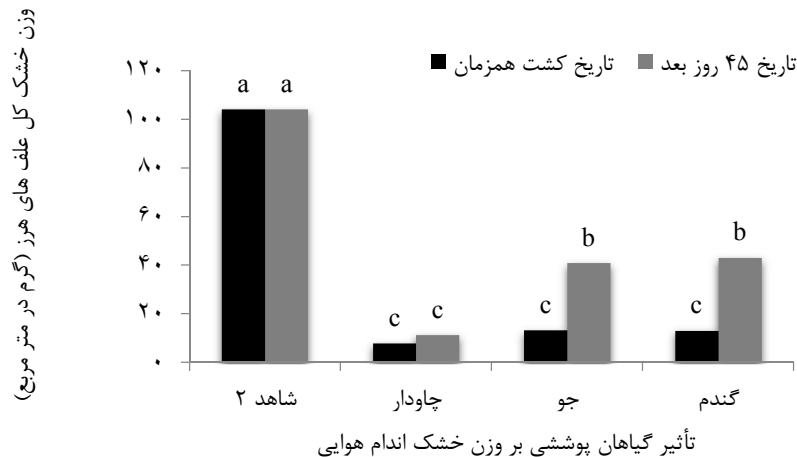 وزن خشک کل علف های هرز (گرم در متر مربع)
تاریخ کشت همزمان
تاریخ ۴۵ روز بعد
۱۲۰
۱۰۰
۸۰
۶۰
۴۰
۲۰
۰
a a
c c
c b
c b
شاهد ۲
چاودار
جو
گندم
تأثیر گیاهان پوششی بر وزن خشک اندام هوایی